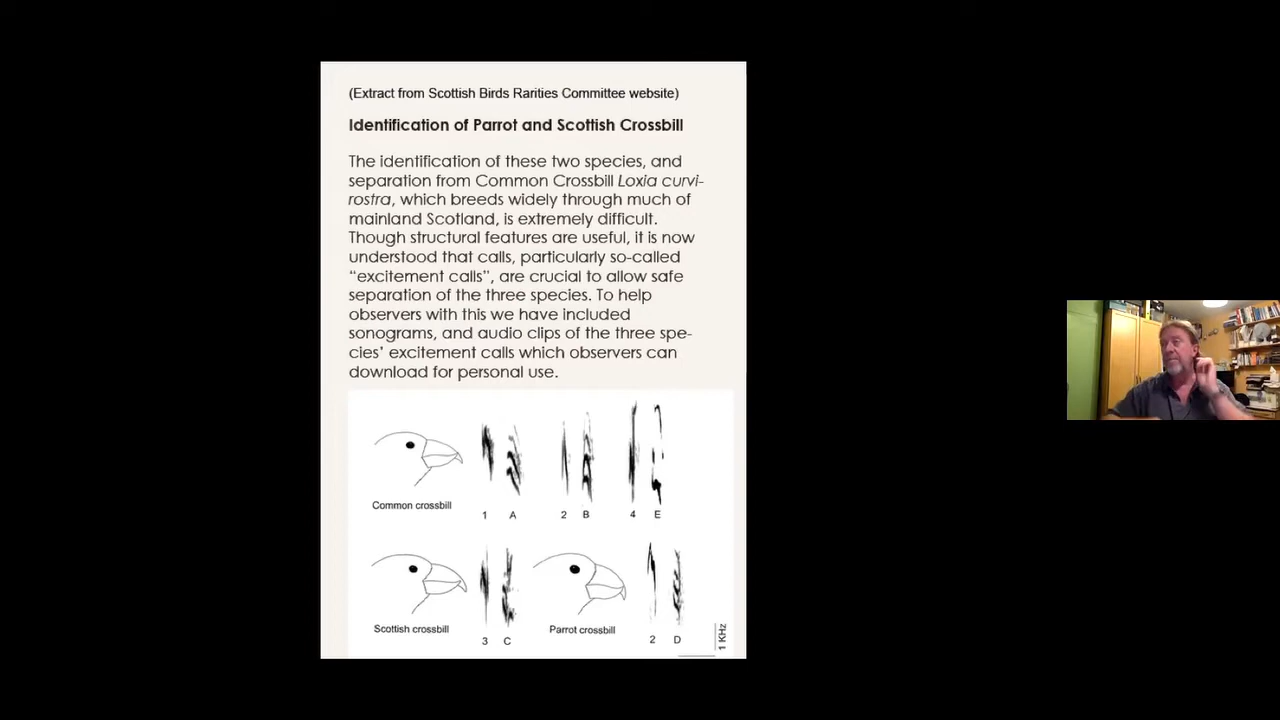 (Extract from Scottish Birds Rarities Committee website)
Identification of Parrot and Scottish Crossbill
The identification of these two species, and
separation from Common Crossbill Loxia curvi-
rostra, which breeds widely through much of
mainland Scotland, is extremely difficult.
Though structural features are useful, it is now
understood that calls, particularly so-called
“excitement calls”, are crucial to allow safe
separation of the three species. To help
observers with this we have included
sonograms, and audio clips of the three spe-
cies’ excitement calls which observers can
download for personal use.
Common crossbill
1 A 2 B 4 E
Scottish crossbill
3 C
Parrot crossbill
2 D
1 KHz